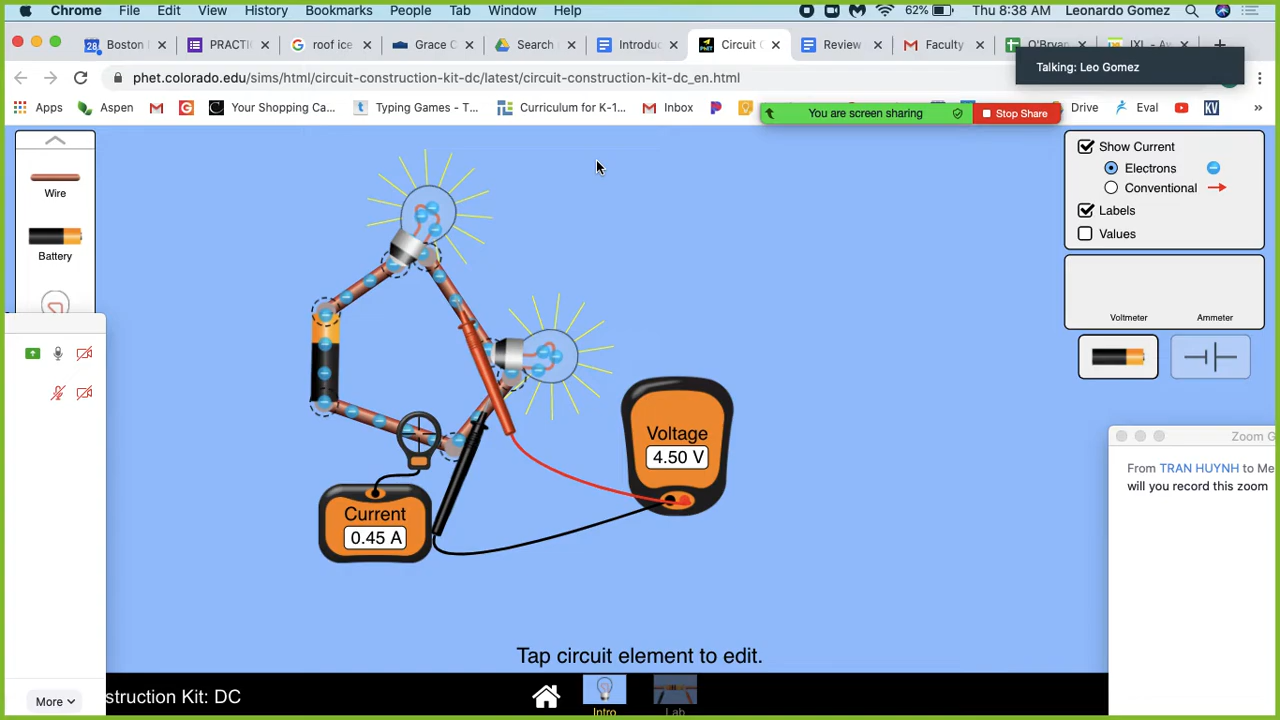 Chrome File Edit View History Bookmarks People Tab Window Help 62% Thu 8:38 AM Leonardo Gomez
28 Boston PRACTI roof ice Grace C Search Introduc Circuit C Review Faculty O'Bryan IXL - Av
phet.colorado.edu/sims/html/circuit-construction-kit-dc/latest/circuit-construction-kit-dc_en.html
Talking: Leo Gomez
Apps Aspen Your Shopping Ca... Typing Games - T... Curriculum for K-1... Inbox Drive Eval KV »
You are screen sharing Stop Share
Wire
Battery
Show Current
Electrons
Conventional
Labels
Values
Voltmeter Ammeter
Voltage
4.50 V
Current
0.45 A
Zoom G
From TRAN HUYNH to Me
will you record this zoom
Tap circuit element to edit.
More
struction Kit: DC
Intro
Lab